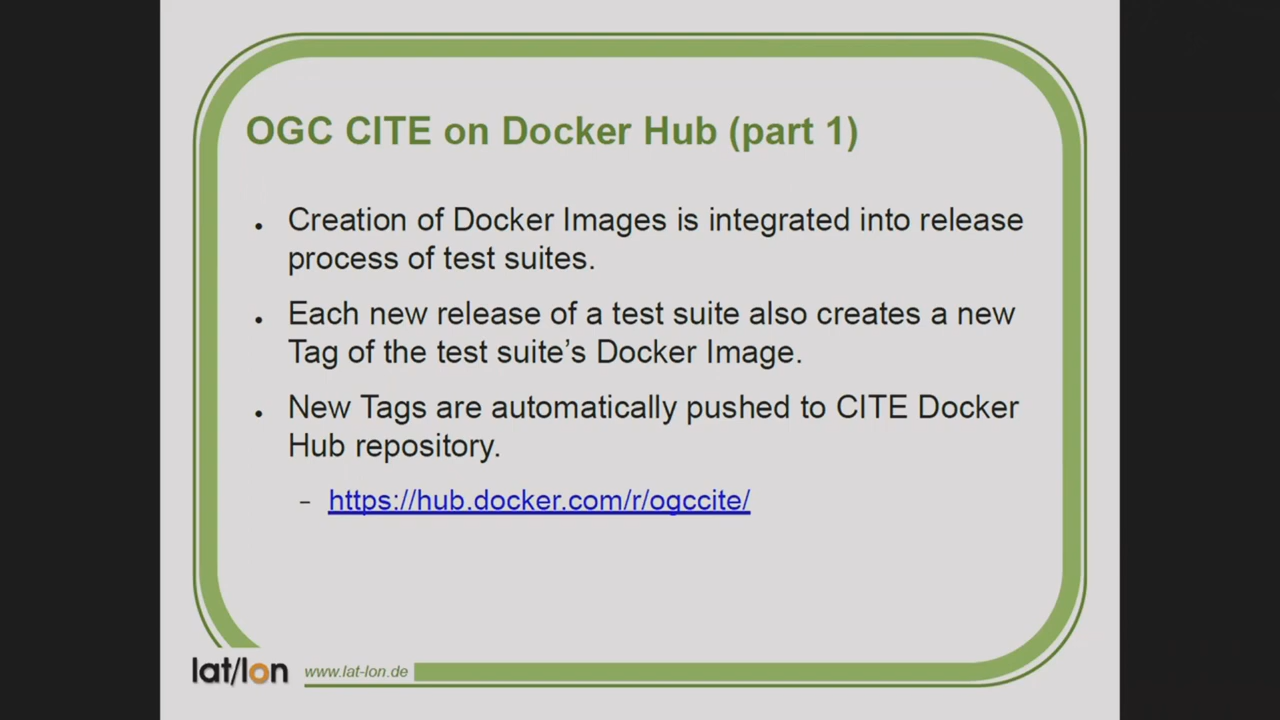 OGC CITE on Docker Hub (part 1)
• Creation of Docker Images is integrated into release
process of test suites.
• Each new release of a test suite also creates a new
Tag of the test suite’s Docker Image.
• New Tags are automatically pushed to CITE Docker
Hub repository.
– https://hub.docker.com/r/ogccite/
lat/lon www.lat-lon.de